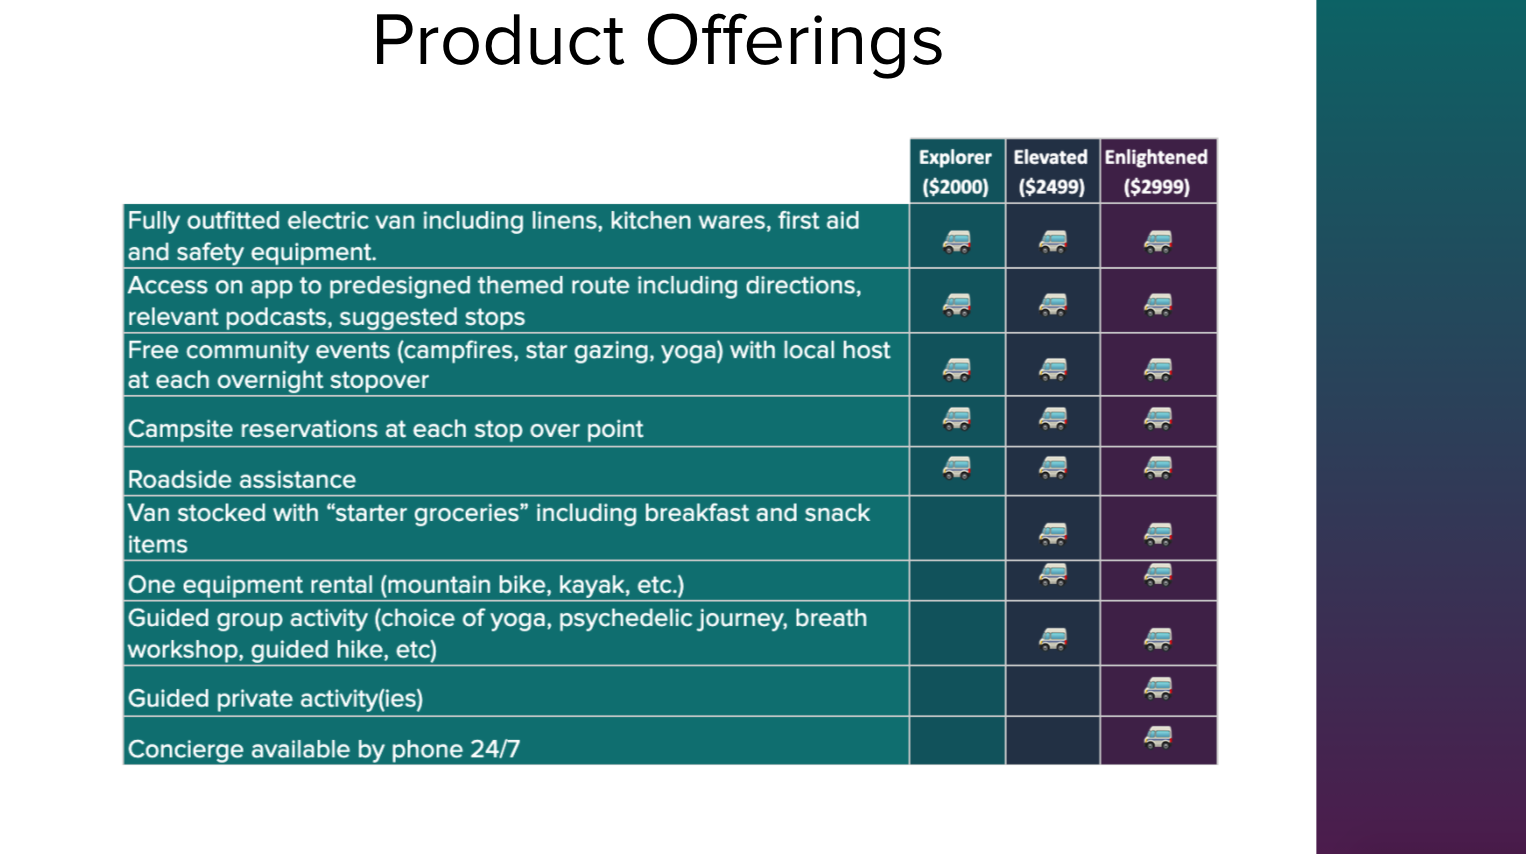 Product Offerings
Explorer
($2000)
Elevated
($2499)
Enlightened
($2999)
Fully outfitted electric van including linens, kitchen wares, first aid
and safety equipment.
Access on app to predesigned themed route including directions,
relevant podcasts, suggested stops
Free community events (campfires, star gazing, yoga) with local host
at each overnight stopover
Campsite reservations at each stop over point
Roadside assistance
Van stocked with “starter groceries” including breakfast and snack
items
One equipment rental (mountain bike, kayak, etc.)
Guided group activity (choice of yoga, psychedelic journey, breath
workshop, guided hike, etc)
Guided private activity(ies)
Concierge available by phone 24/7